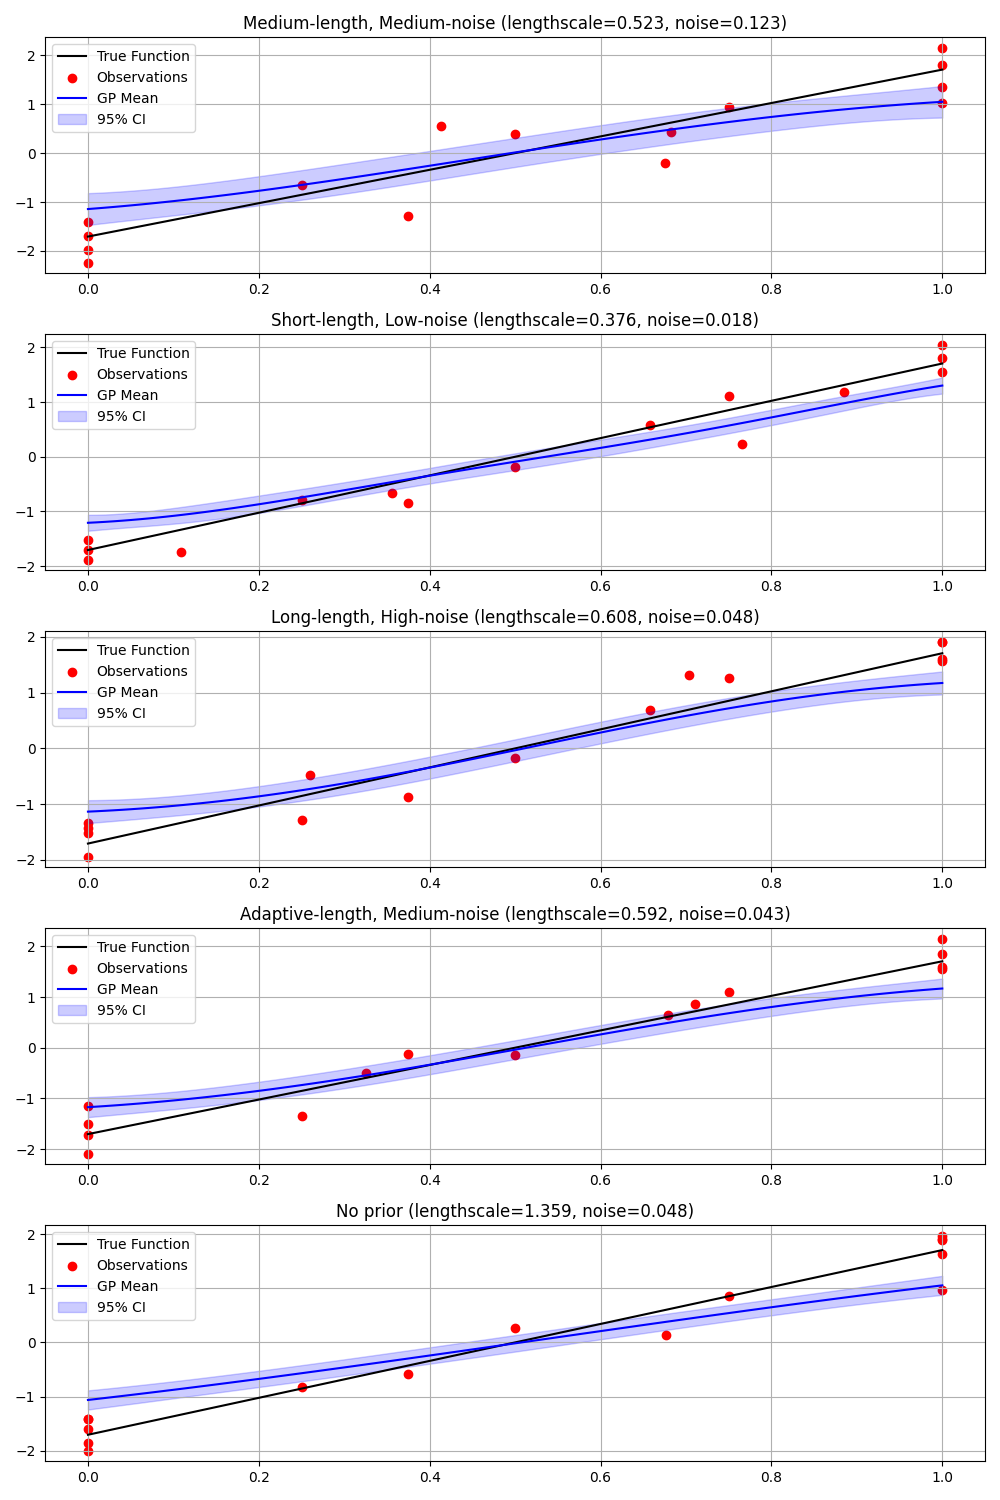 Medium-length, Medium-noise (lengthscale=0.523, noise=0.123)
True Function
Observations
GP Mean
95% CI
2
1
0
−1
−2
0.0 0.2 0.4 0.6 0.8 1.0
Short-length, Low-noise (lengthscale=0.376, noise=0.018)
True Function
Observations
GP Mean
95% CI
2
1
0
−1
−2
0.0 0.2 0.4 0.6 0.8 1.0
Long-length, High-noise (lengthscale=0.608, noise=0.048)
True Function
Observations
GP Mean
95% CI
2
1
0
−1
−2
0.0 0.2 0.4 0.6 0.8 1.0
Adaptive-length, Medium-noise (lengthscale=0.592, noise=0.043)
True Function
Observations
GP Mean
95% CI
2
1
0
−1
−2
0.0 0.2 0.4 0.6 0.8 1.0
No prior (lengthscale=1.359, noise=0.048)
True Function
Observations
GP Mean
95% CI
2
1
0
−1
−2
0.0 0.2 0.4 0.6 0.8 1.0